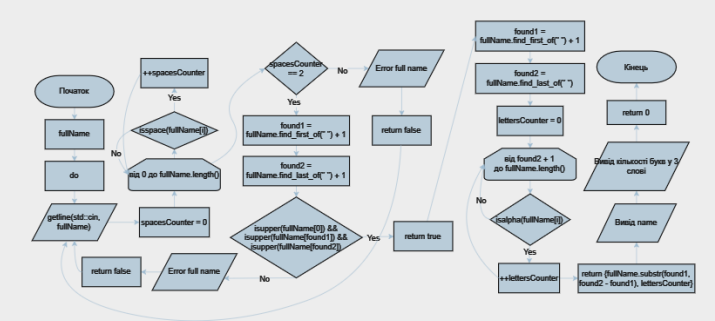 Початок
fullName
do
getline(std::cin,
fullName)
spacesCounter = 0
від 0 до fullName.length()
No
isspace(fullName[i])
Yes
++spacesCounter
spacesCounter
== 2
No
Error full name
return false
Yes
found1 =
fullName.find_first_of(" ") + 1
found2 =
fullName.find_last_of(" ") + 1
isupper(fullName[0]) &&
isupper(fullName[found1]) &&
isupper(fullName[found2])
Yes
return true
No
Error full name
return false
found1 =
fullName.find_first_of(" ") + 1
found2 =
fullName.find_last_of(" ")
lettersCounter = 0
від found2 + 1
до fullName.length()
No
isalpha(fullName[i])
Yes
++lettersCounter
return {fullName.substr(found1,
found2 - found1), lettersCounter}
Вивід name
Вивід кількості букв у 3
слові
return 0
Кінець